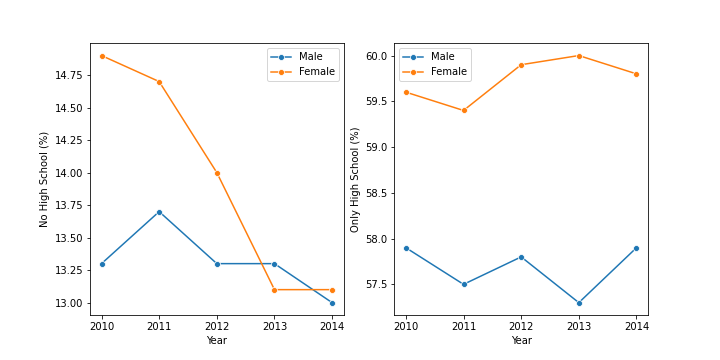 No High School (%)
14.75
14.50
14.25
14.00
13.75
13.50
13.25
13.00
Male
Female
2010 2011 2012 2013 2014
Year
Only High School (%)
60.0
59.5
59.0
58.5
58.0
57.5
Male
Female
2010 2011 2012 2013 2014
Year